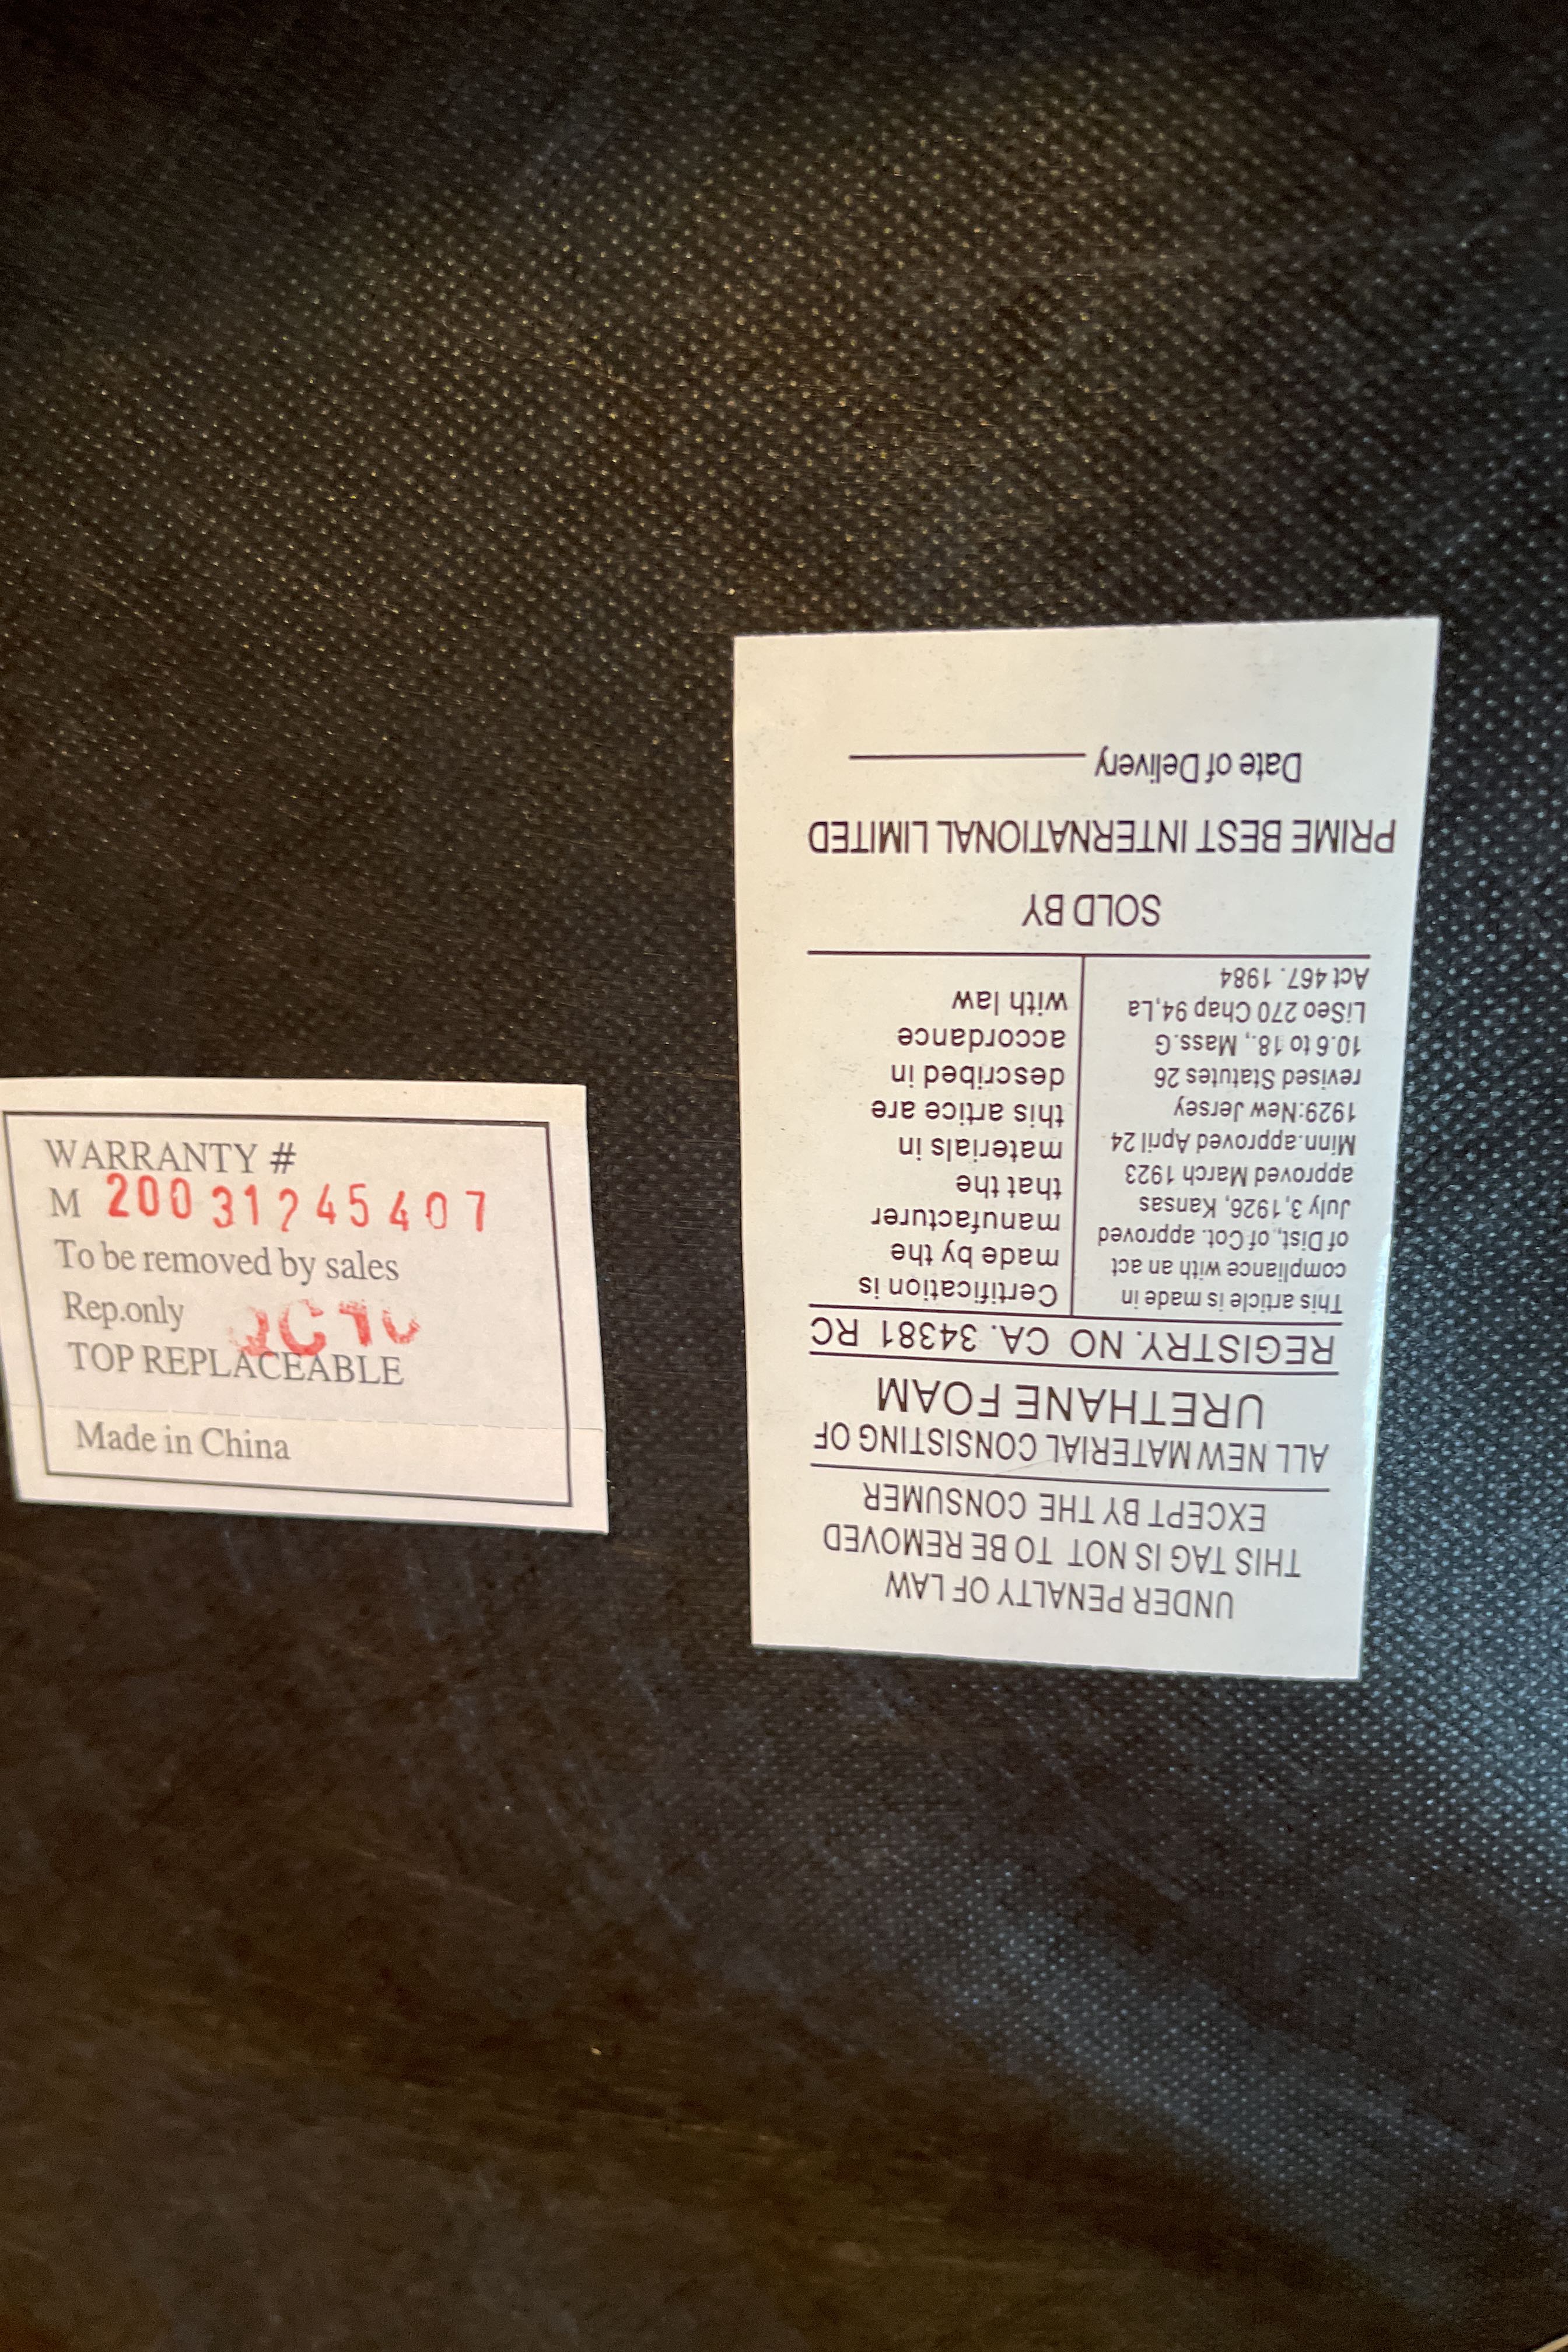 WARRANTY #
M 20031245407
To be removed by sales
Rep.only
TOP REPLACEABLE
Made in China
UNDER PENALTY OF LAW
THIS TAG IS NOT TO BE REMOVED
EXCEPT BY THE CONSUMER
ALL NEW MATERIAL CONSISTING OF
URETHANE FOAM
REGISTRY. NO CA. 34381 RC
This article is made in
compliance with an act
of Dist, of Cot. approved
July 3,1926, Kansas
approved March 1923
Minn.approved April 24
1929:New Jersey
revised Statutes 26
10.6 to 18., Mass.G
LiSeo 270 Chap 94,La
Act 467. 1984
Certification is
made by the
manufacturer
that the
materials in
this artice are
described in
accordance
with law
SOLD BY
PRIME BEST INTERNATIONAL LIMITED
Date of Delivery